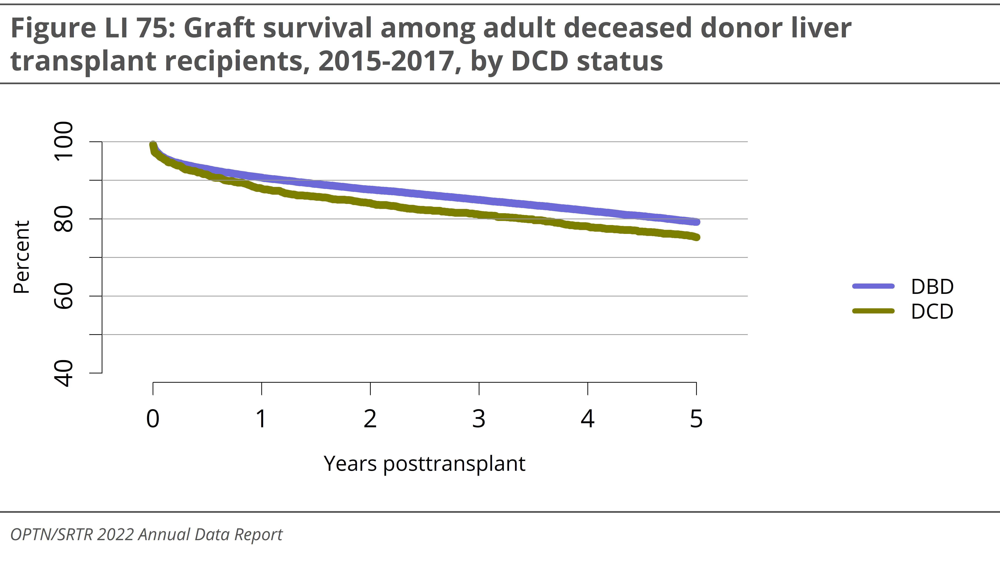 Figure LI 75: Graft survival among adult deceased donor liver
transplant recipients, 2015-2017, by DCD status
100
80
60
40
Percent
DBD
DCD
0 1 2 3 4 5
Years posttransplant
OPTN/SRTR 2022 Annual Data Report